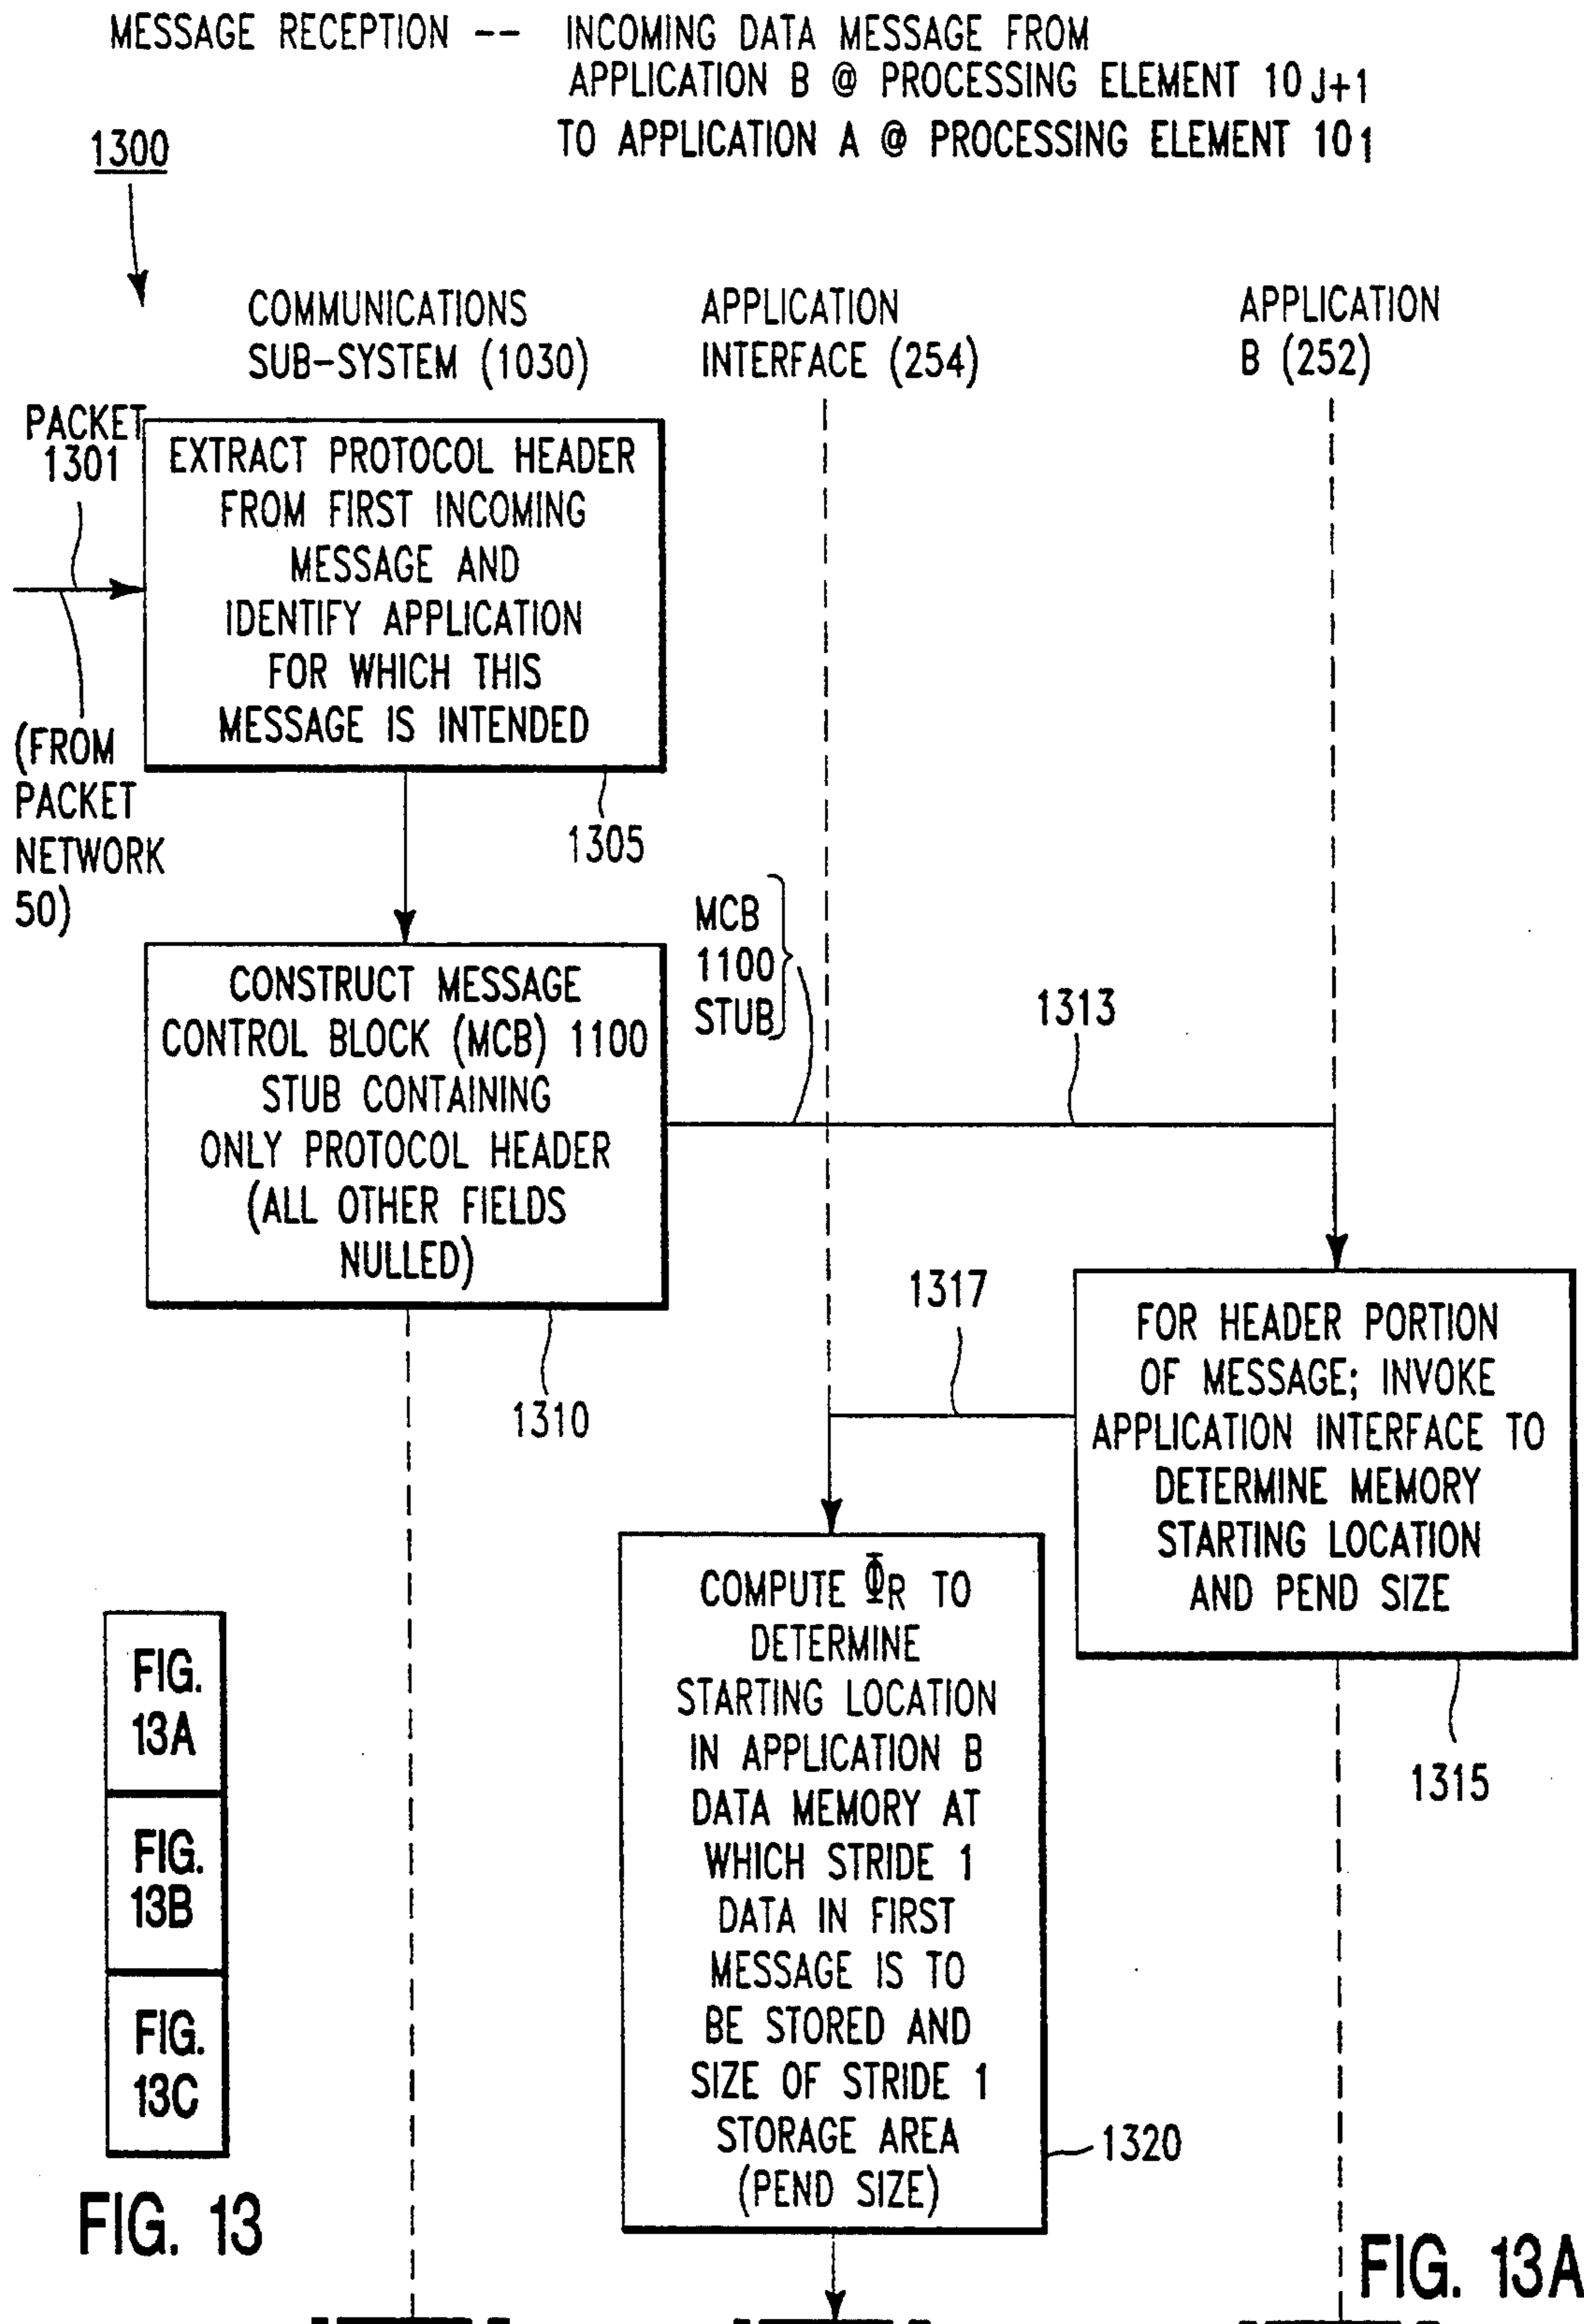 MESSAGE RECEPTION -- INCOMING DATA MESSAGE FROM
APPLICATION B @ PROCESSING ELEMENT 10 J+1
TO APPLICATION A @ PROCESSING ELEMENT 10 1
1300
COMMUNICATIONS
SUB-SYSTEM (1030)
APPLICATION
INTERFACE (254)
APPLICATION
B (252)
PACKET
1301
EXTRACT PROTOCOL HEADER
FROM FIRST INCOMING
MESSAGE AND
IDENTIFY APPLICATION
FOR WHICH THIS
MESSAGE IS INTENDED
(FROM
PACKET
NETWORK
50)
1305
MCB
1100
STUB
CONSTRUCT MESSAGE
CONTROL BLOCK (MCB) 1100
STUB CONTAINING
ONLY PROTOCOL HEADER
(ALL OTHER FIELDS
NULLED)
1313
1310
1317
FOR HEADER PORTION
OF MESSAGE; INVOKE
APPLICATION INTERFACE TO
DETERMINE MEMORY
STARTING LOCATION
AND PEND SIZE
1315
COMPUTE ΦR TO
DETERMINE
STARTING LOCATION
IN APPLICATION B
DATA MEMORY AT
WHICH STRIDE 1
DATA IN FIRST
MESSAGE IS TO
BE STORED AND
SIZE OF STRIDE 1
STORAGE AREA
(PEND SIZE)
1320
FIG.
13A
FIG.
13B
FIG.
13C
FIG. 13
FIG. 13A